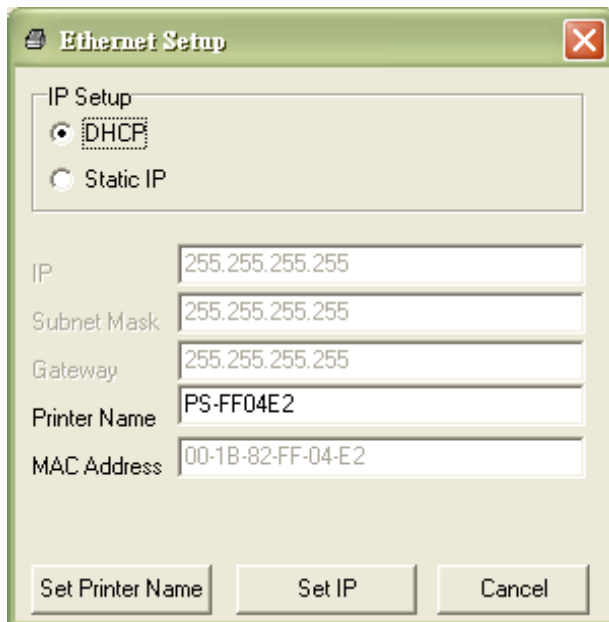 Ethernet Setup
IP Setup
DHCP
Static IP
IP 255.255.255.255
Subnet Mask 255.255.255.255
Gateway 255.255.255.255
Printer Name PS-FF04E2
MAC Address 00-1B-82-FF-04-E2
Set Printer Name Set IP Cancel